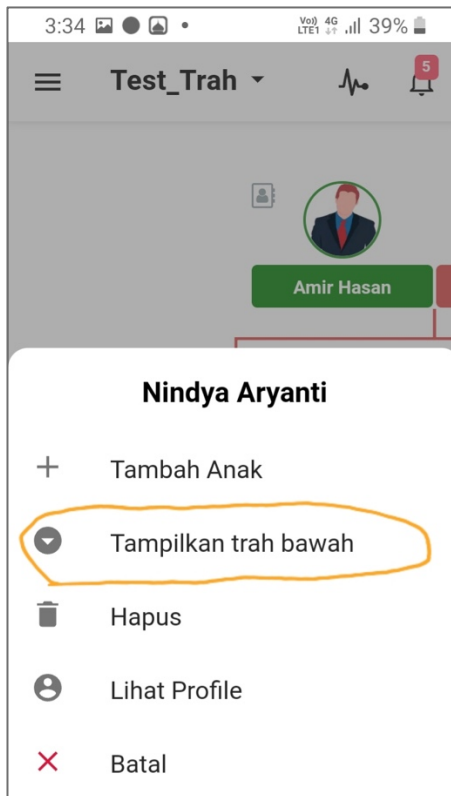 3:34 Vo)) 4G LTE1 39%
Test_Trah 5
Amir Hasan
Nindya Aryanti
Tambah Anak
Tampilkan trah bawah
Hapus
Lihat Profile
Batal